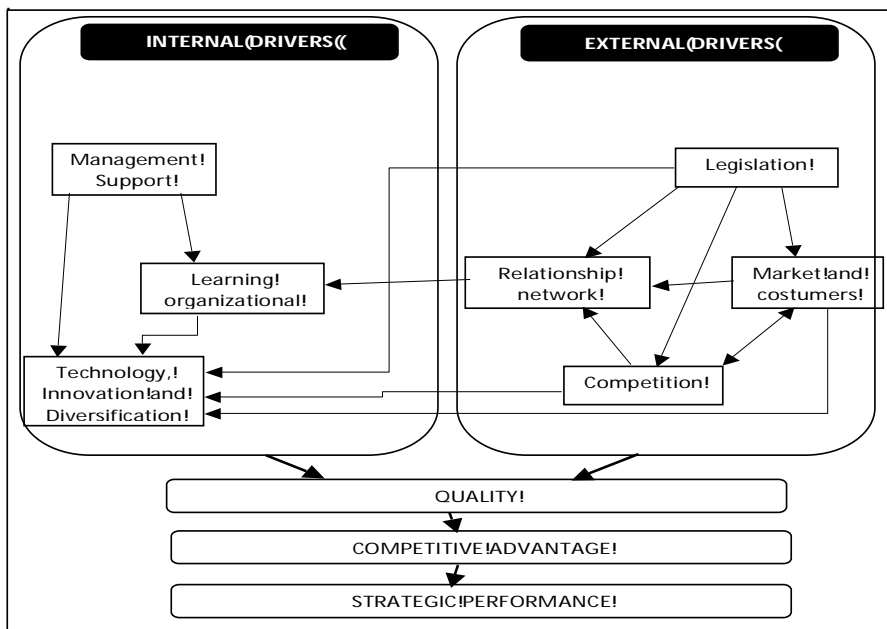 INTERNAL(DRIVERS((
EXTERNAL(DRIVERS(
Management!
Support!
Legislation!
Learning!
organizational!
Relationship!
network!
Market!and!
costumers!
Technology,!
Innovation!and!
Diversification!
Competition!
QUALITY!
COMPETITIVE!ADVANTAGE!
STRATEGIC!PERFORMANCE!